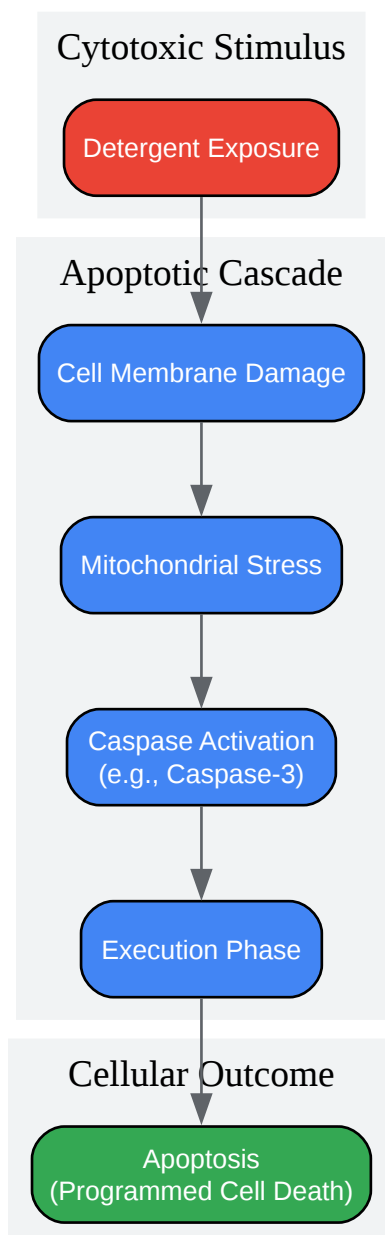 Cytotoxic Stimulus
Detergent Exposure
Apoptotic Cascade
Cell Membrane Damage
Mitochondrial Stress
Caspase Activation
(e.g., Caspase-3)
Execution Phase
Cellular Outcome
Apoptosis
(Programmed Cell Death)